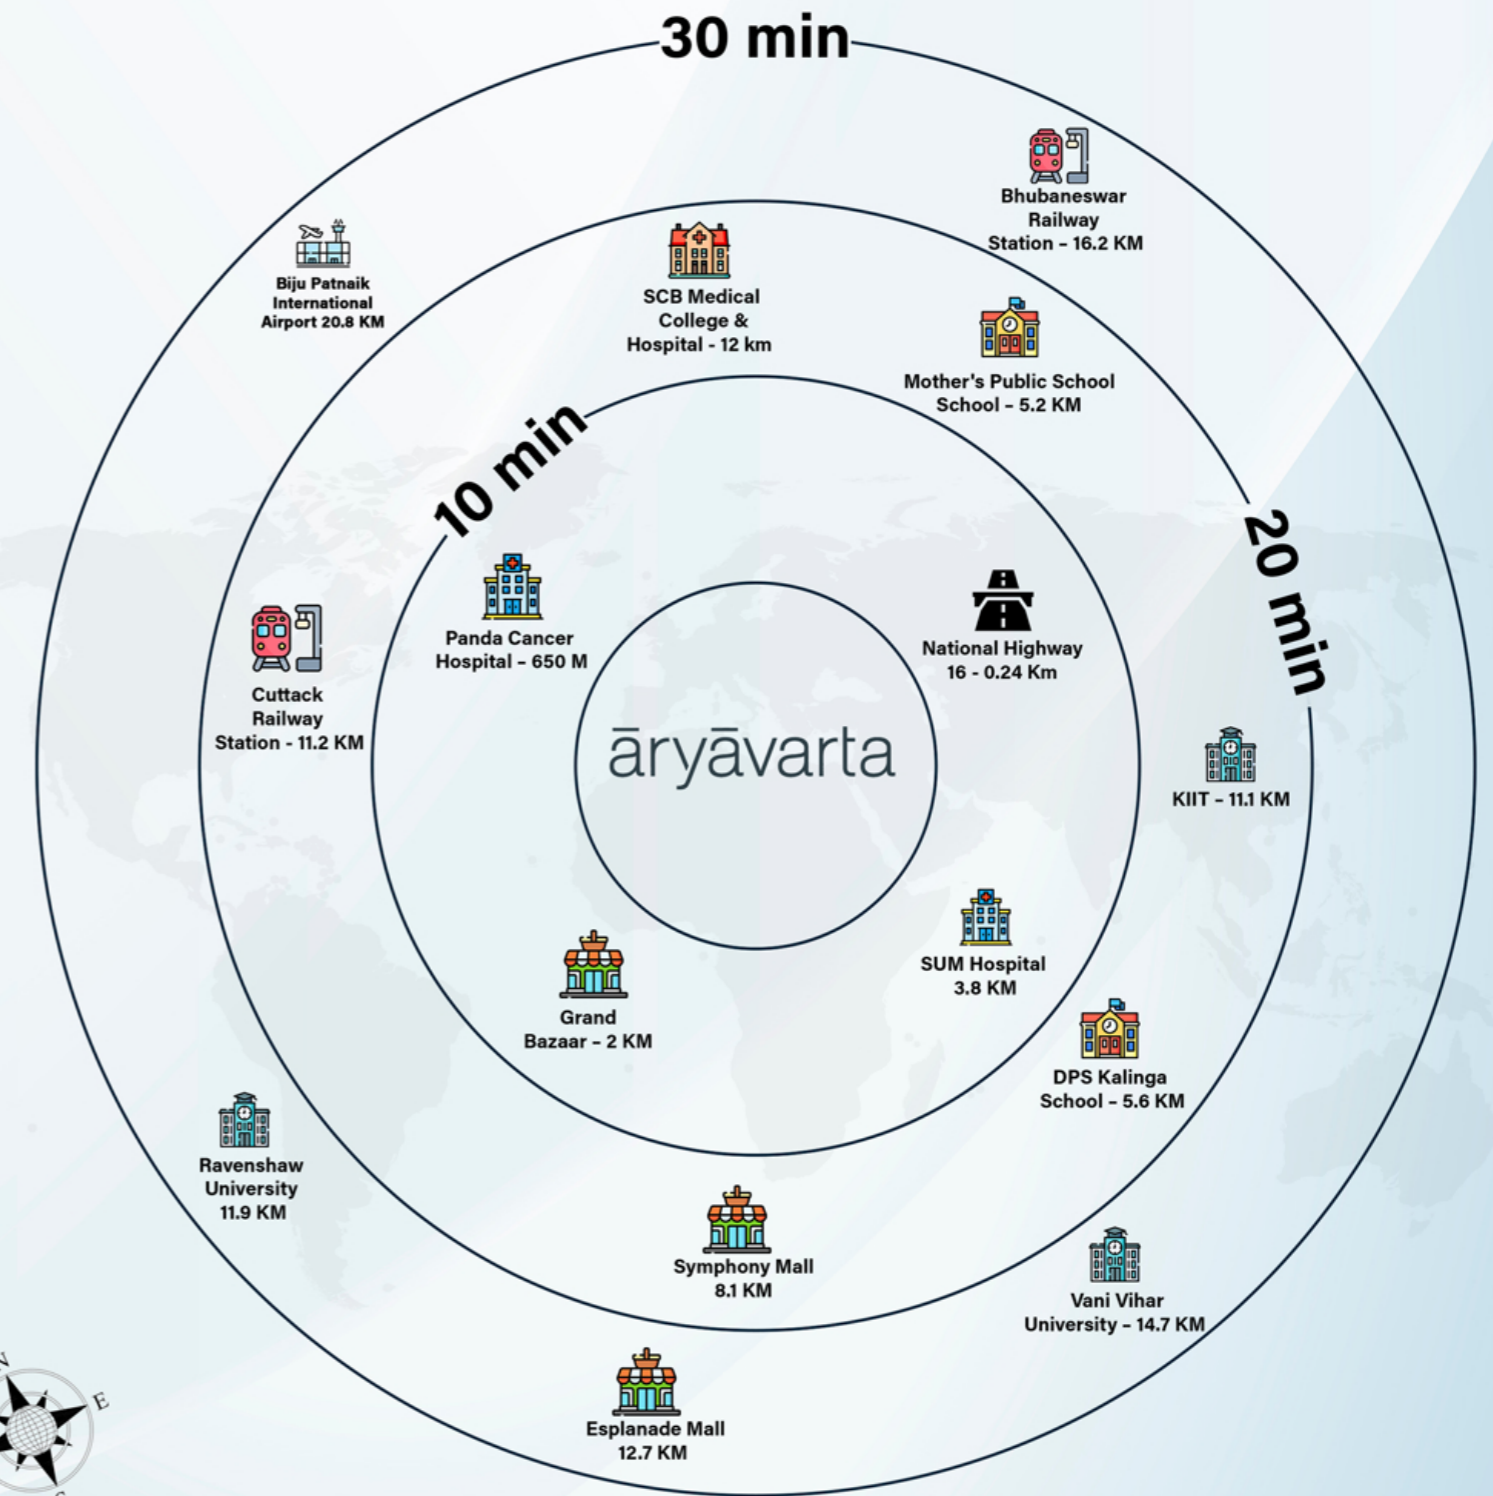 30 min
Bhubaneswar
Railway
Station – 16.2 KM
Biju Patnaik
International
Airport 20.8 KM
SCB Medical
College &
Hospital - 12 km
Mother's Public School
School – 5.2 KM
10 min
20 min
Panda Cancer
Hospital – 650 M
National Highway
16 - 0.24 Km
Cuttack
Railway
Station - 11.2 KM
āryāvarta
KIIT – 11.1 KM
SUM Hospital
3.8 KM
Grand
Bazaar – 2 KM
DPS Kalinga
School – 5.6 KM
Ravenshaw
University
11.9 KM
Symphony Mall
8.1 KM
Vani Vihar
University – 14.7 KM
Esplanade Mall
12.7 KM
N
E